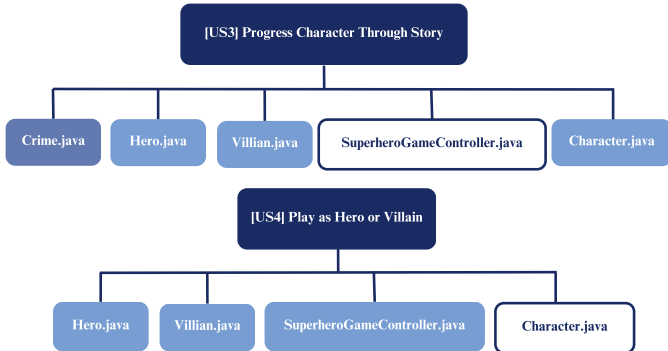 [US3] Progress Character Through Story
Crime.java
Hero.java
Villian.java
SuperheroGameController.java
Character.java
[US4] Play as Hero or Villain
Hero.java
Villian.java
SuperheroGameController.java
Character.java